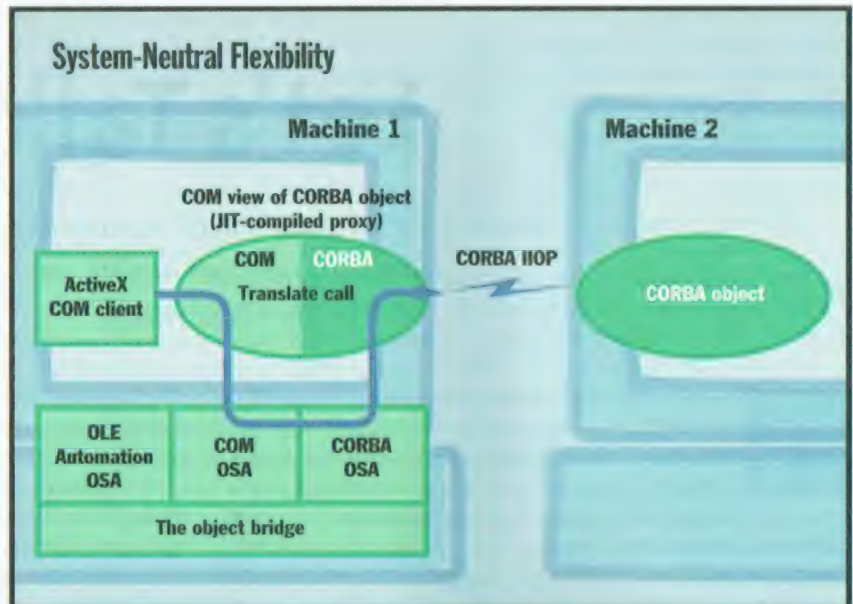 System-Neutral Flexibility
Machine 1
Machine 2
COM view of CORBA object
(JIT-compiled proxy)
COM
CORBA
Translate call
ActiveX
COM client
CORBA IIOP
CORBA object
OLE
Automation
OSA
COM
OSA
CORBA
OSA
The object bridge